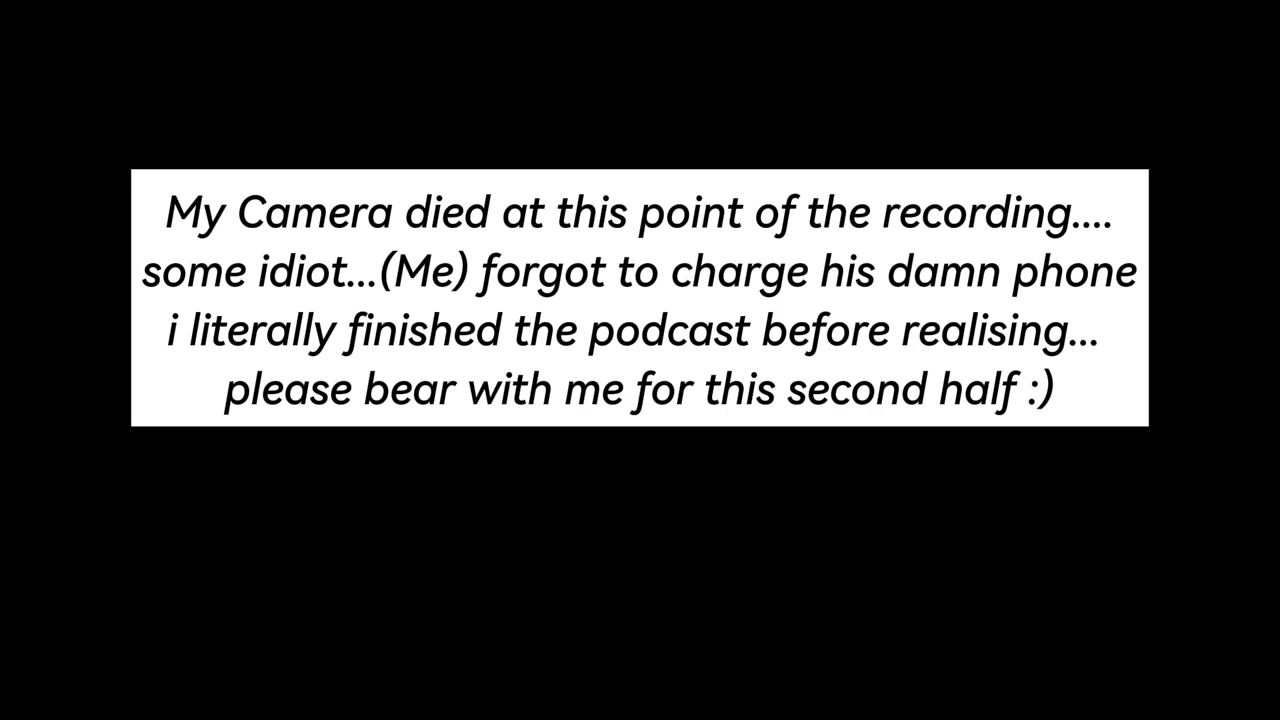 My Camera died at this point of the recording....
some idiot...(Me) forgot to charge his damn phone
i literally finished the podcast before realising...
please bear with me for this second half :)